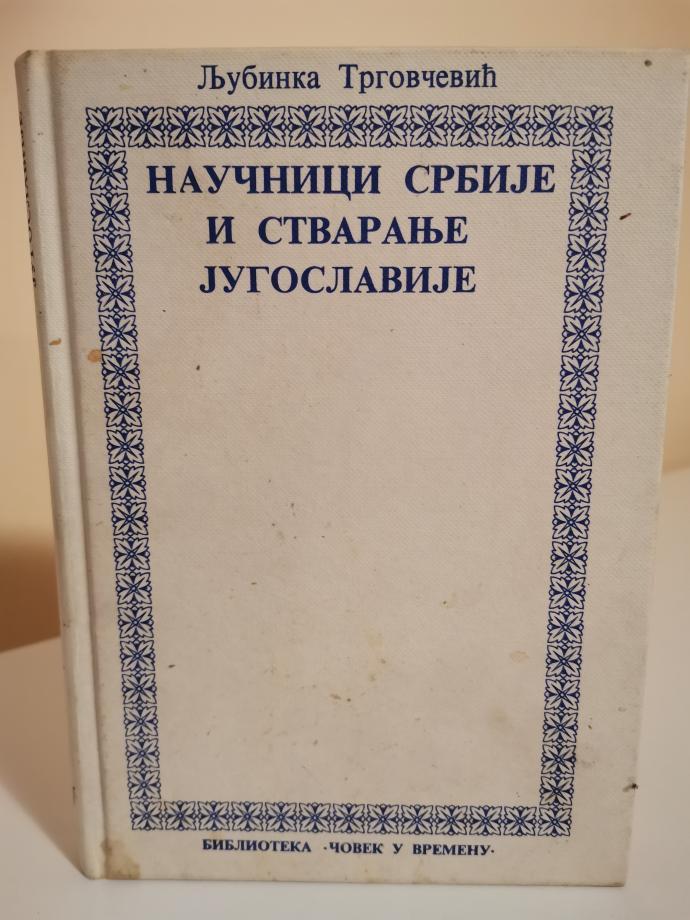 Љубинка Трговчевић
НАУЧНИЦИ СРБИЈЕ
И СТВАРАЊЕ
ЈУГОСЛАВИЈЕ
БИБЛИОТЕКА ·ЧОВЕК У ВРЕМЕНУ·